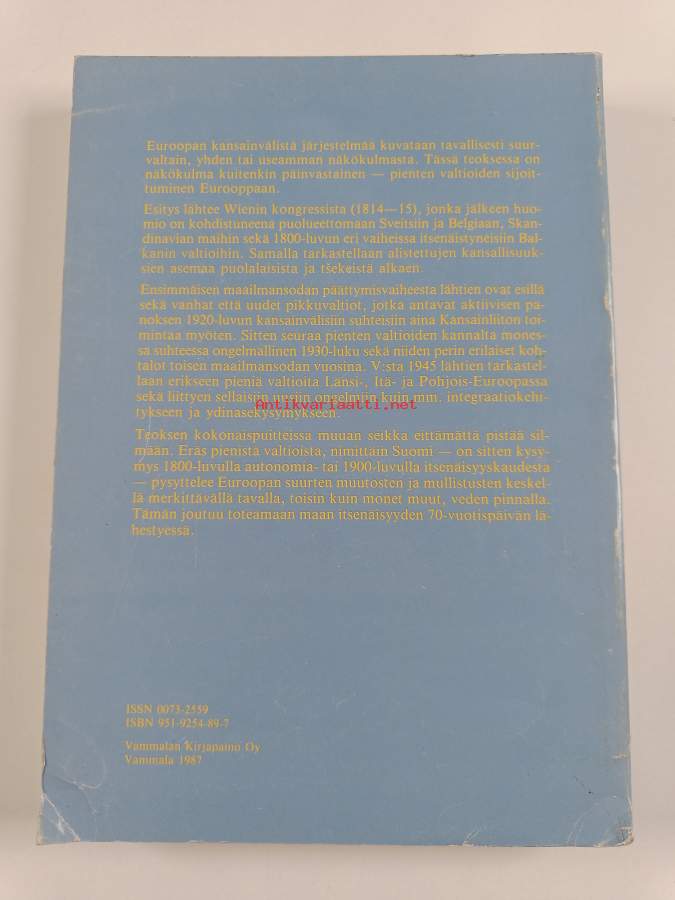 Euroopan kansainvälistä järjestelmää kuvataan tavallisesti suur-
valtain, yhden tai useamman näkökulmasta. Tässä teoksessa on
näkökulma kuitenkin päinvastainen — pienten valtioiden sijoit-
tuminen Eurooppaan.
Esitys lähtee Wienin kongressista (1814—15), jonka jälkeen huo-
mio on kohdistuneena puolueettomaan Sveitsiin ja Belgiaan, Skan-
dinavian maihin sekä 1800-luvun eri vaiheissa itsenäistyneisiin Bal-
kanin valtioihin. Samalla tarkastellaan alistettujen kansallisuuk-
sien asemaa puolalaisista ja tšekeistä alkaen.
Ensimmäisen maailmansodan päättymisvaiheesta lähtien ovat esillä
sekä vanhat että uudet pikkuvaltiot, jotka antavat aktiivisen pa-
noksen 1920-luvun kansainvälisiin suhteisiin aina Kansainliiton toi-
mintaa myöten. Sitten seuraa pienten valtioiden kannalta mones-
sa suhteessa ongelmallinen 1930-luku sekä niiden perin erilaiset koh-
talot toisen maailmansodan vuosina. V:sta 1945 lähtien tarkastel-
laan erikseen pieniä valtioita Länsi-, Itä- ja Pohjois-Euroopassa
sekä liittyen sellaisiin uusiin ongelmiin kuin mm. integraatiokehi-
tykseen ja ydinasekysymykseen.
Antikvariaatti.net
Teoksen kokonaispuitteissa muuan seikka eittämättä pistää sil-
mään. Eräs pienistä valtioista, nimittäin Suomi — on sitten kysy-
mys 1800-luvulla autonomia- tai 1900-luvulla itsenäisyyskaudesta
— pysyttelee Euroopan suurten muutosten ja mullistusten keskel-
lä merkittävällä tavalla, toisin kuin monet muut, veden pinnalla.
Tämän joutuu toteamaan maan itsenäisyyden 70-vuotispäivän lä-
hestyessä.
ISSN 0073-2559
ISBN 951-9254-89-7
Vammalan Kirjapaino Oy
Vammala 1987